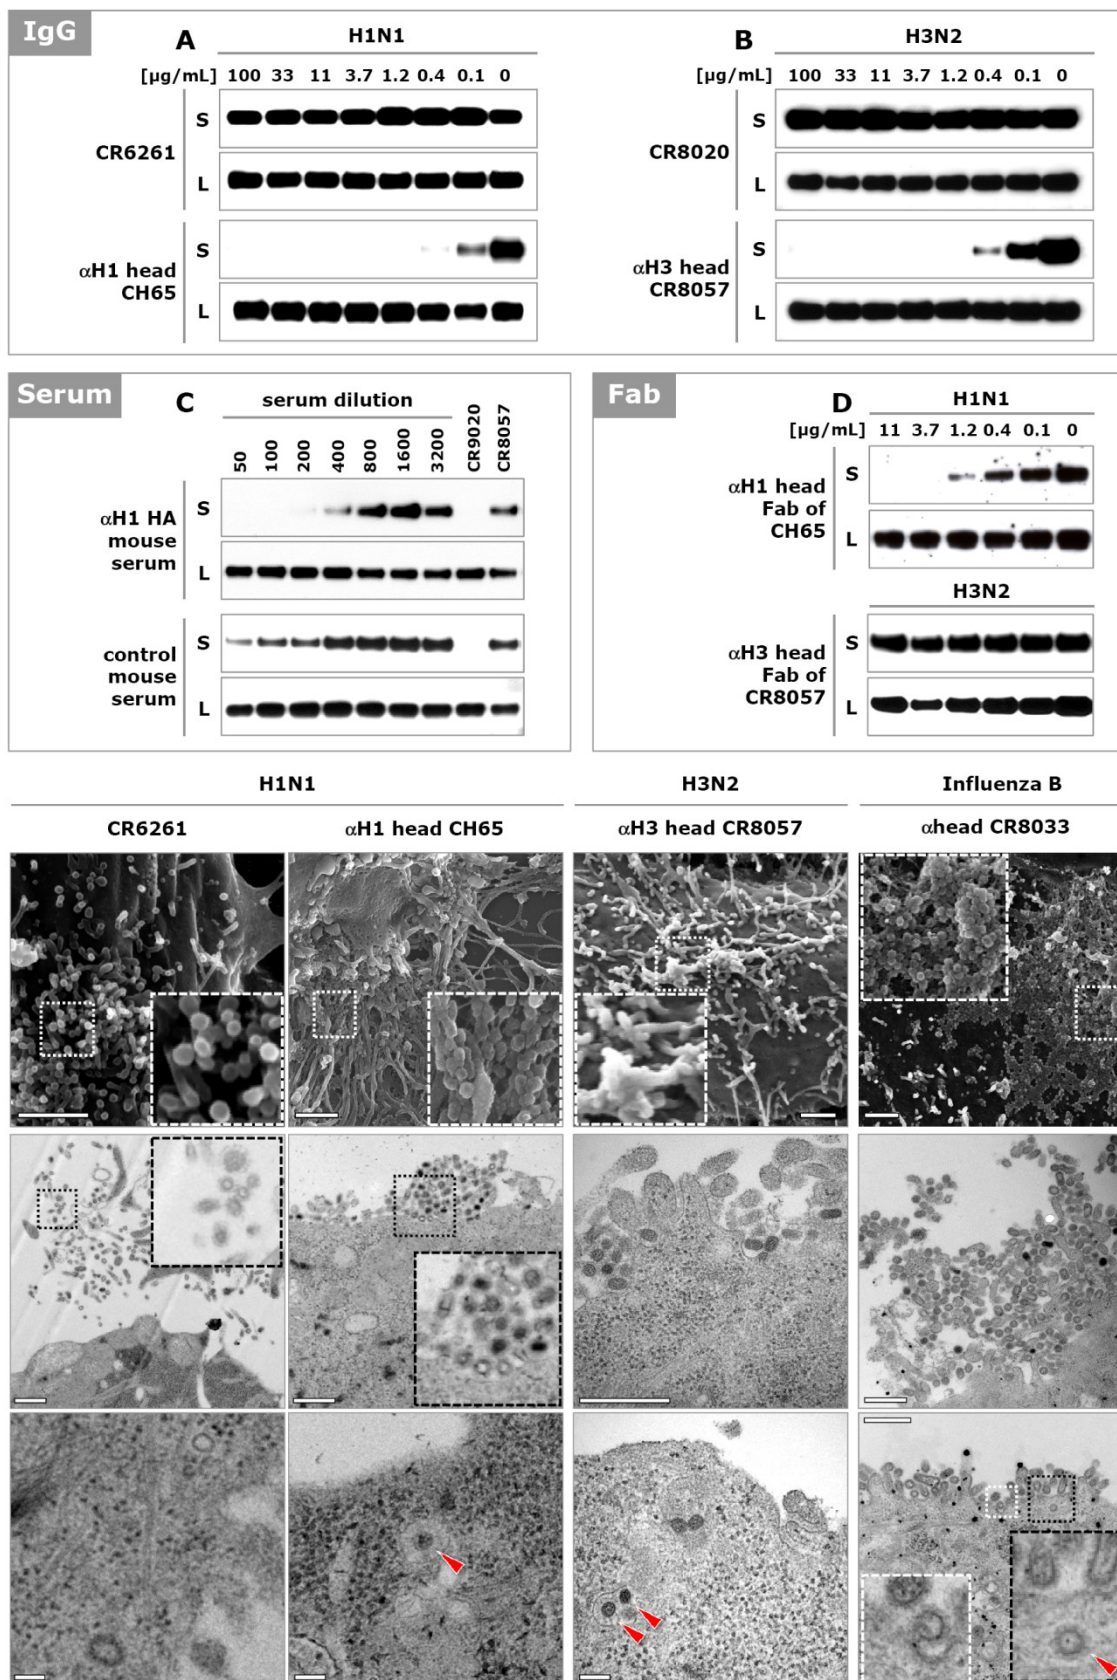 IgG
A
H1N1
[µg/mL] 100 33 11 3.7 1.2 0.4 0.1 0
CR6261
S
L
αH1 head
CH65
S
L
B
H3N2
100 33 11 3.7 1.2 0.4 0.1 0
CR8020
S
L
αH3 head
CR8057
S
L
Serum
C
serum dilution
50 100 200 400 800 1600 3200 CR9020 CR8057
αH1 HA
mouse
serum
S
L
control
mouse
serum
S
L
Fab
D
H1N1
[µg/mL] 11 3.7 1.2 0.4 0.1 0
αH1 head
Fab of
CH65
S
L
H3N2
αH3 head
Fab of
CR8057
S
L
H1N1
H3N2
Influenza B
CR6261
αH1 head CH65
αH3 head CR8057
αhead CR8033